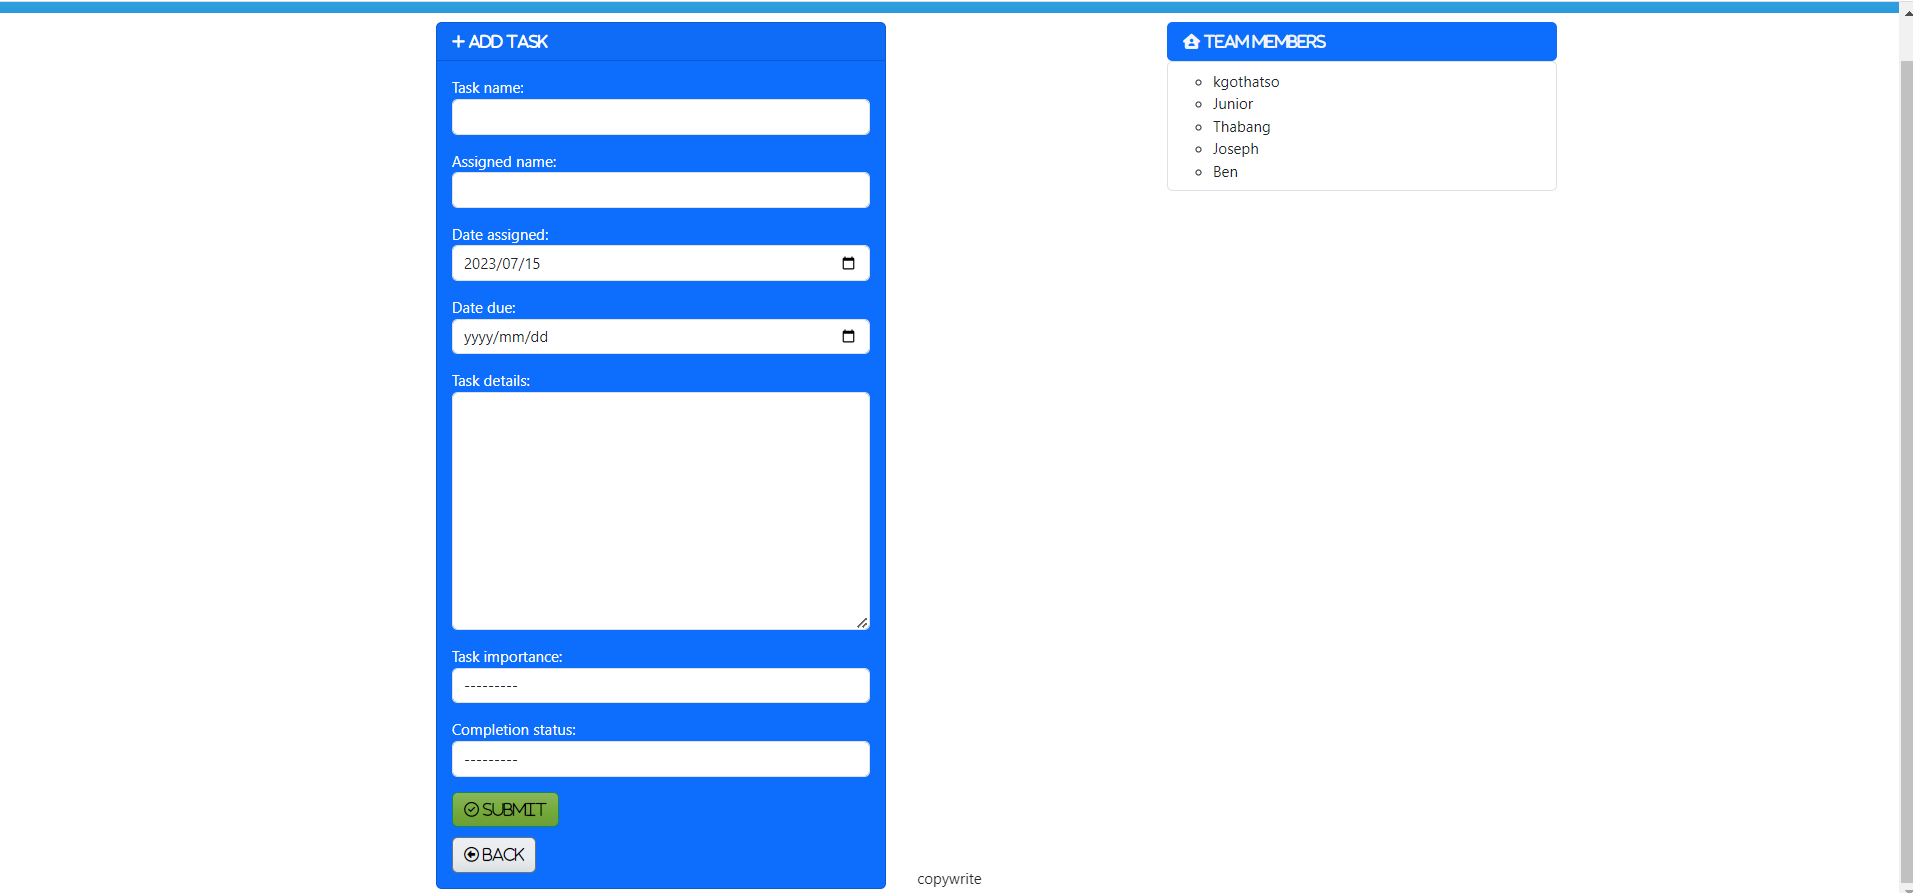 ADD TASK
Task name:
Assigned name:
Date assigned:
2023/07/15
Date due:
yyyy/mm/dd
Task details:
Task importance:
---------
Completion status:
---------
SUBMIT
BACK
TEAM MEMBERS
kgothatso
Junior
Thabang
Joseph
Ben
copywrite